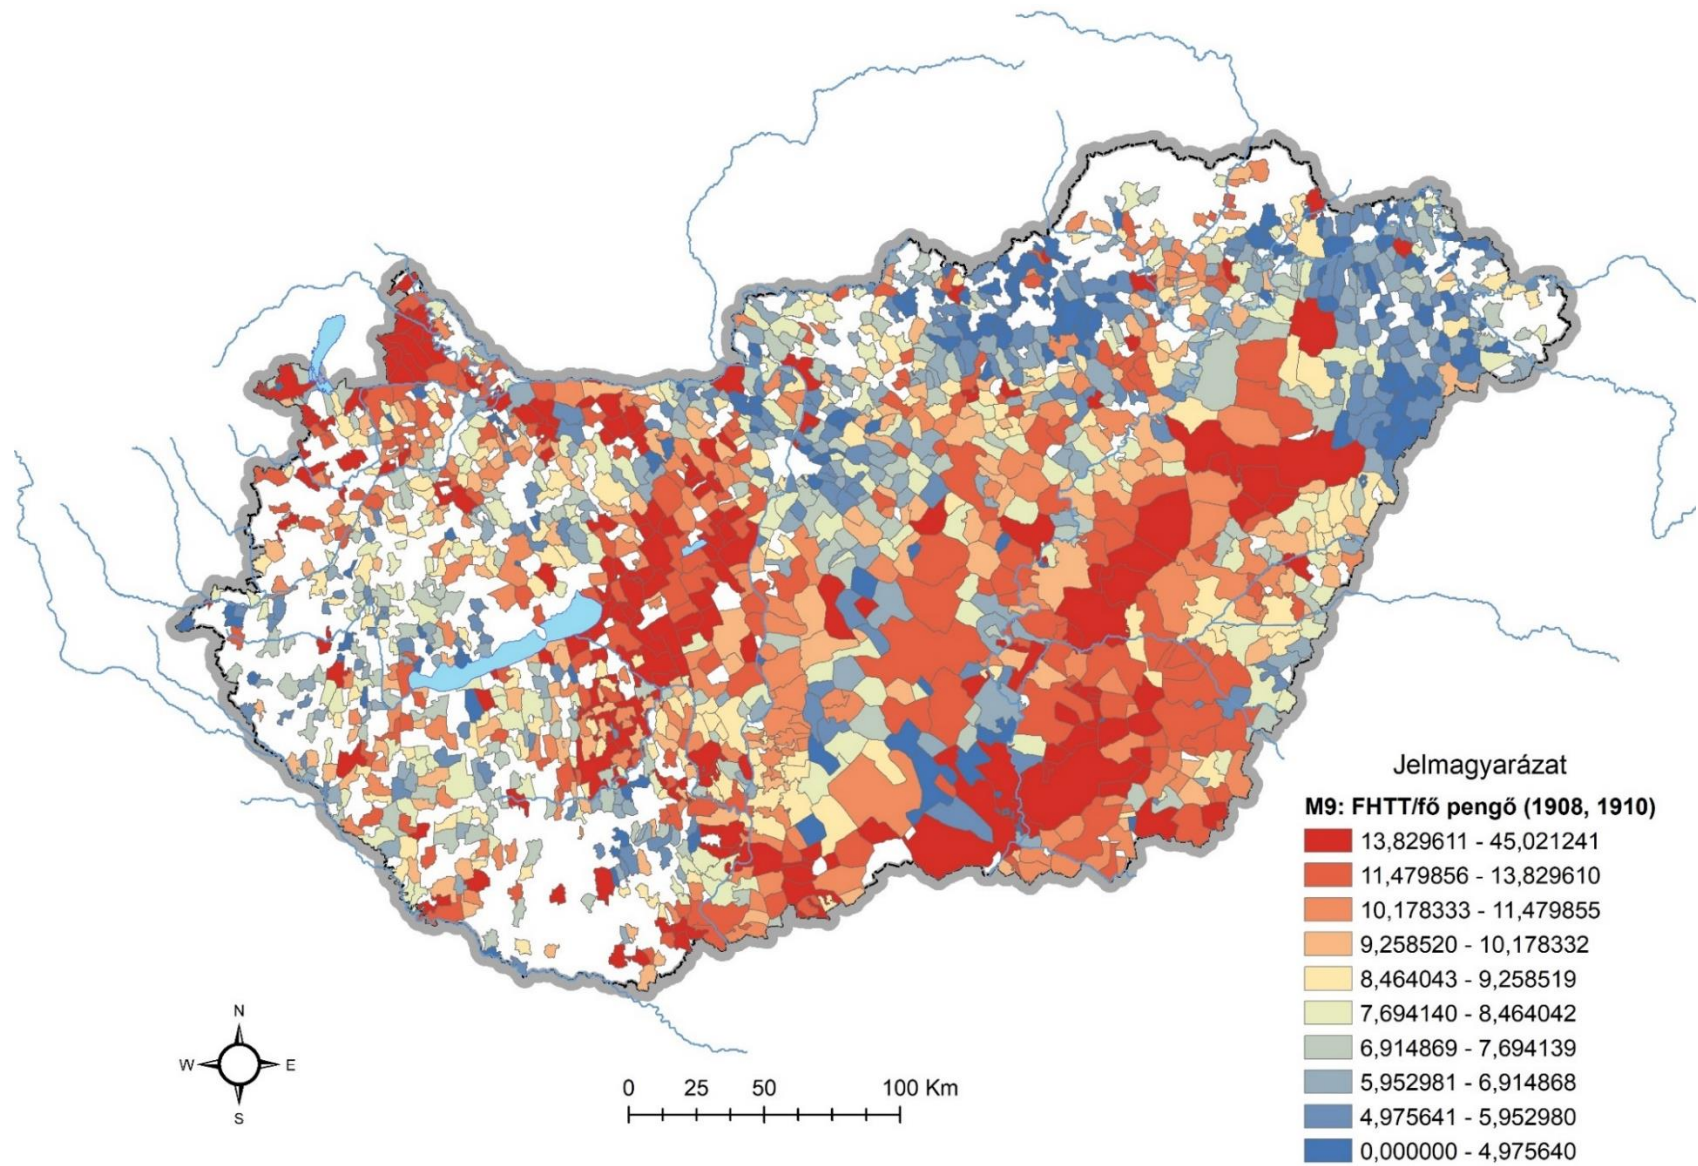 Jelmagyarázat
M9: FHTT/fő pengő (1908, 1910)
13,829611 - 45,021241
11,479856 - 13,829610
10,178333 - 11,479855
9,258520 - 10,178332
8,464043 - 9,258519
7,694140 - 8,464042
6,914869 - 7,694139
5,952981 - 6,914868
4,975641 - 5,952980
0,000000 - 4,975640
N
W E
S
0 25 50 100 Km